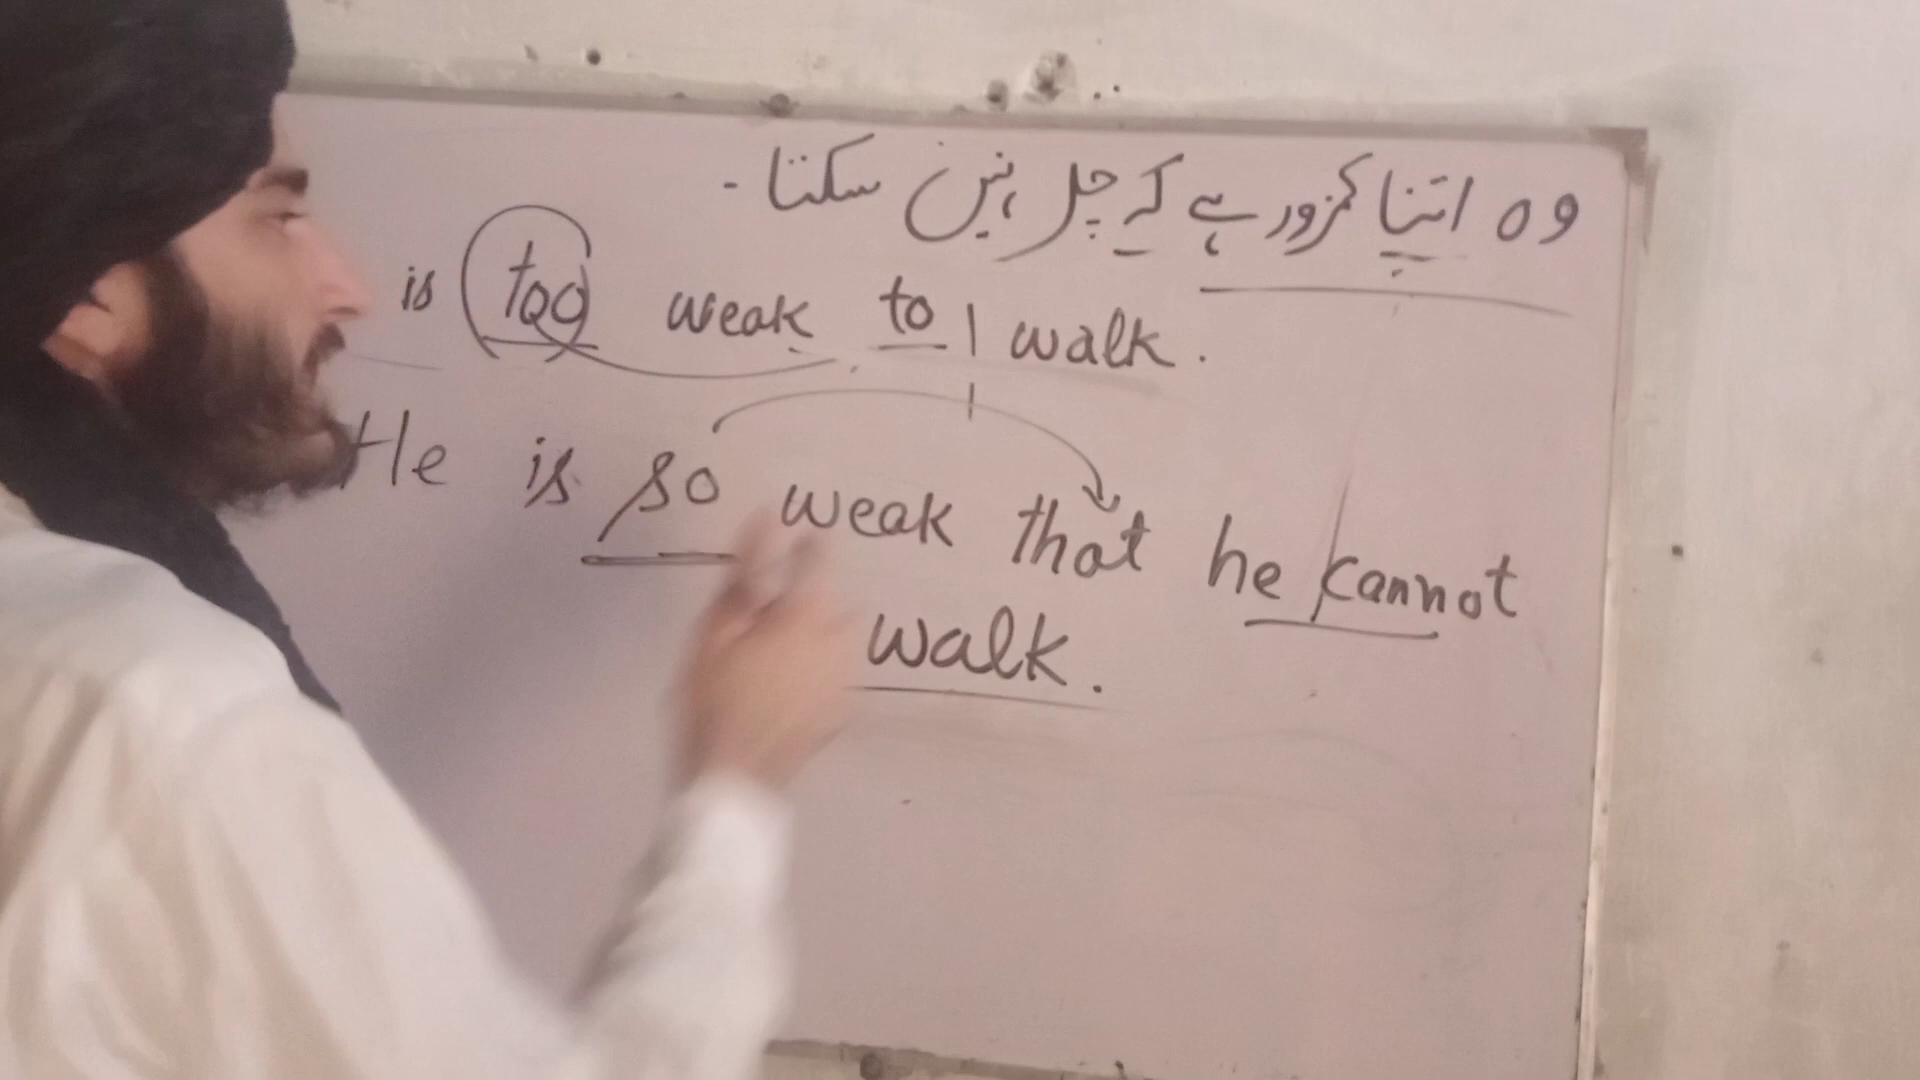 وہ اتنا کمزور ہے کہ چل نہیں سکتا۔
is too weak to walk.
He is so weak that he cannot
walk.